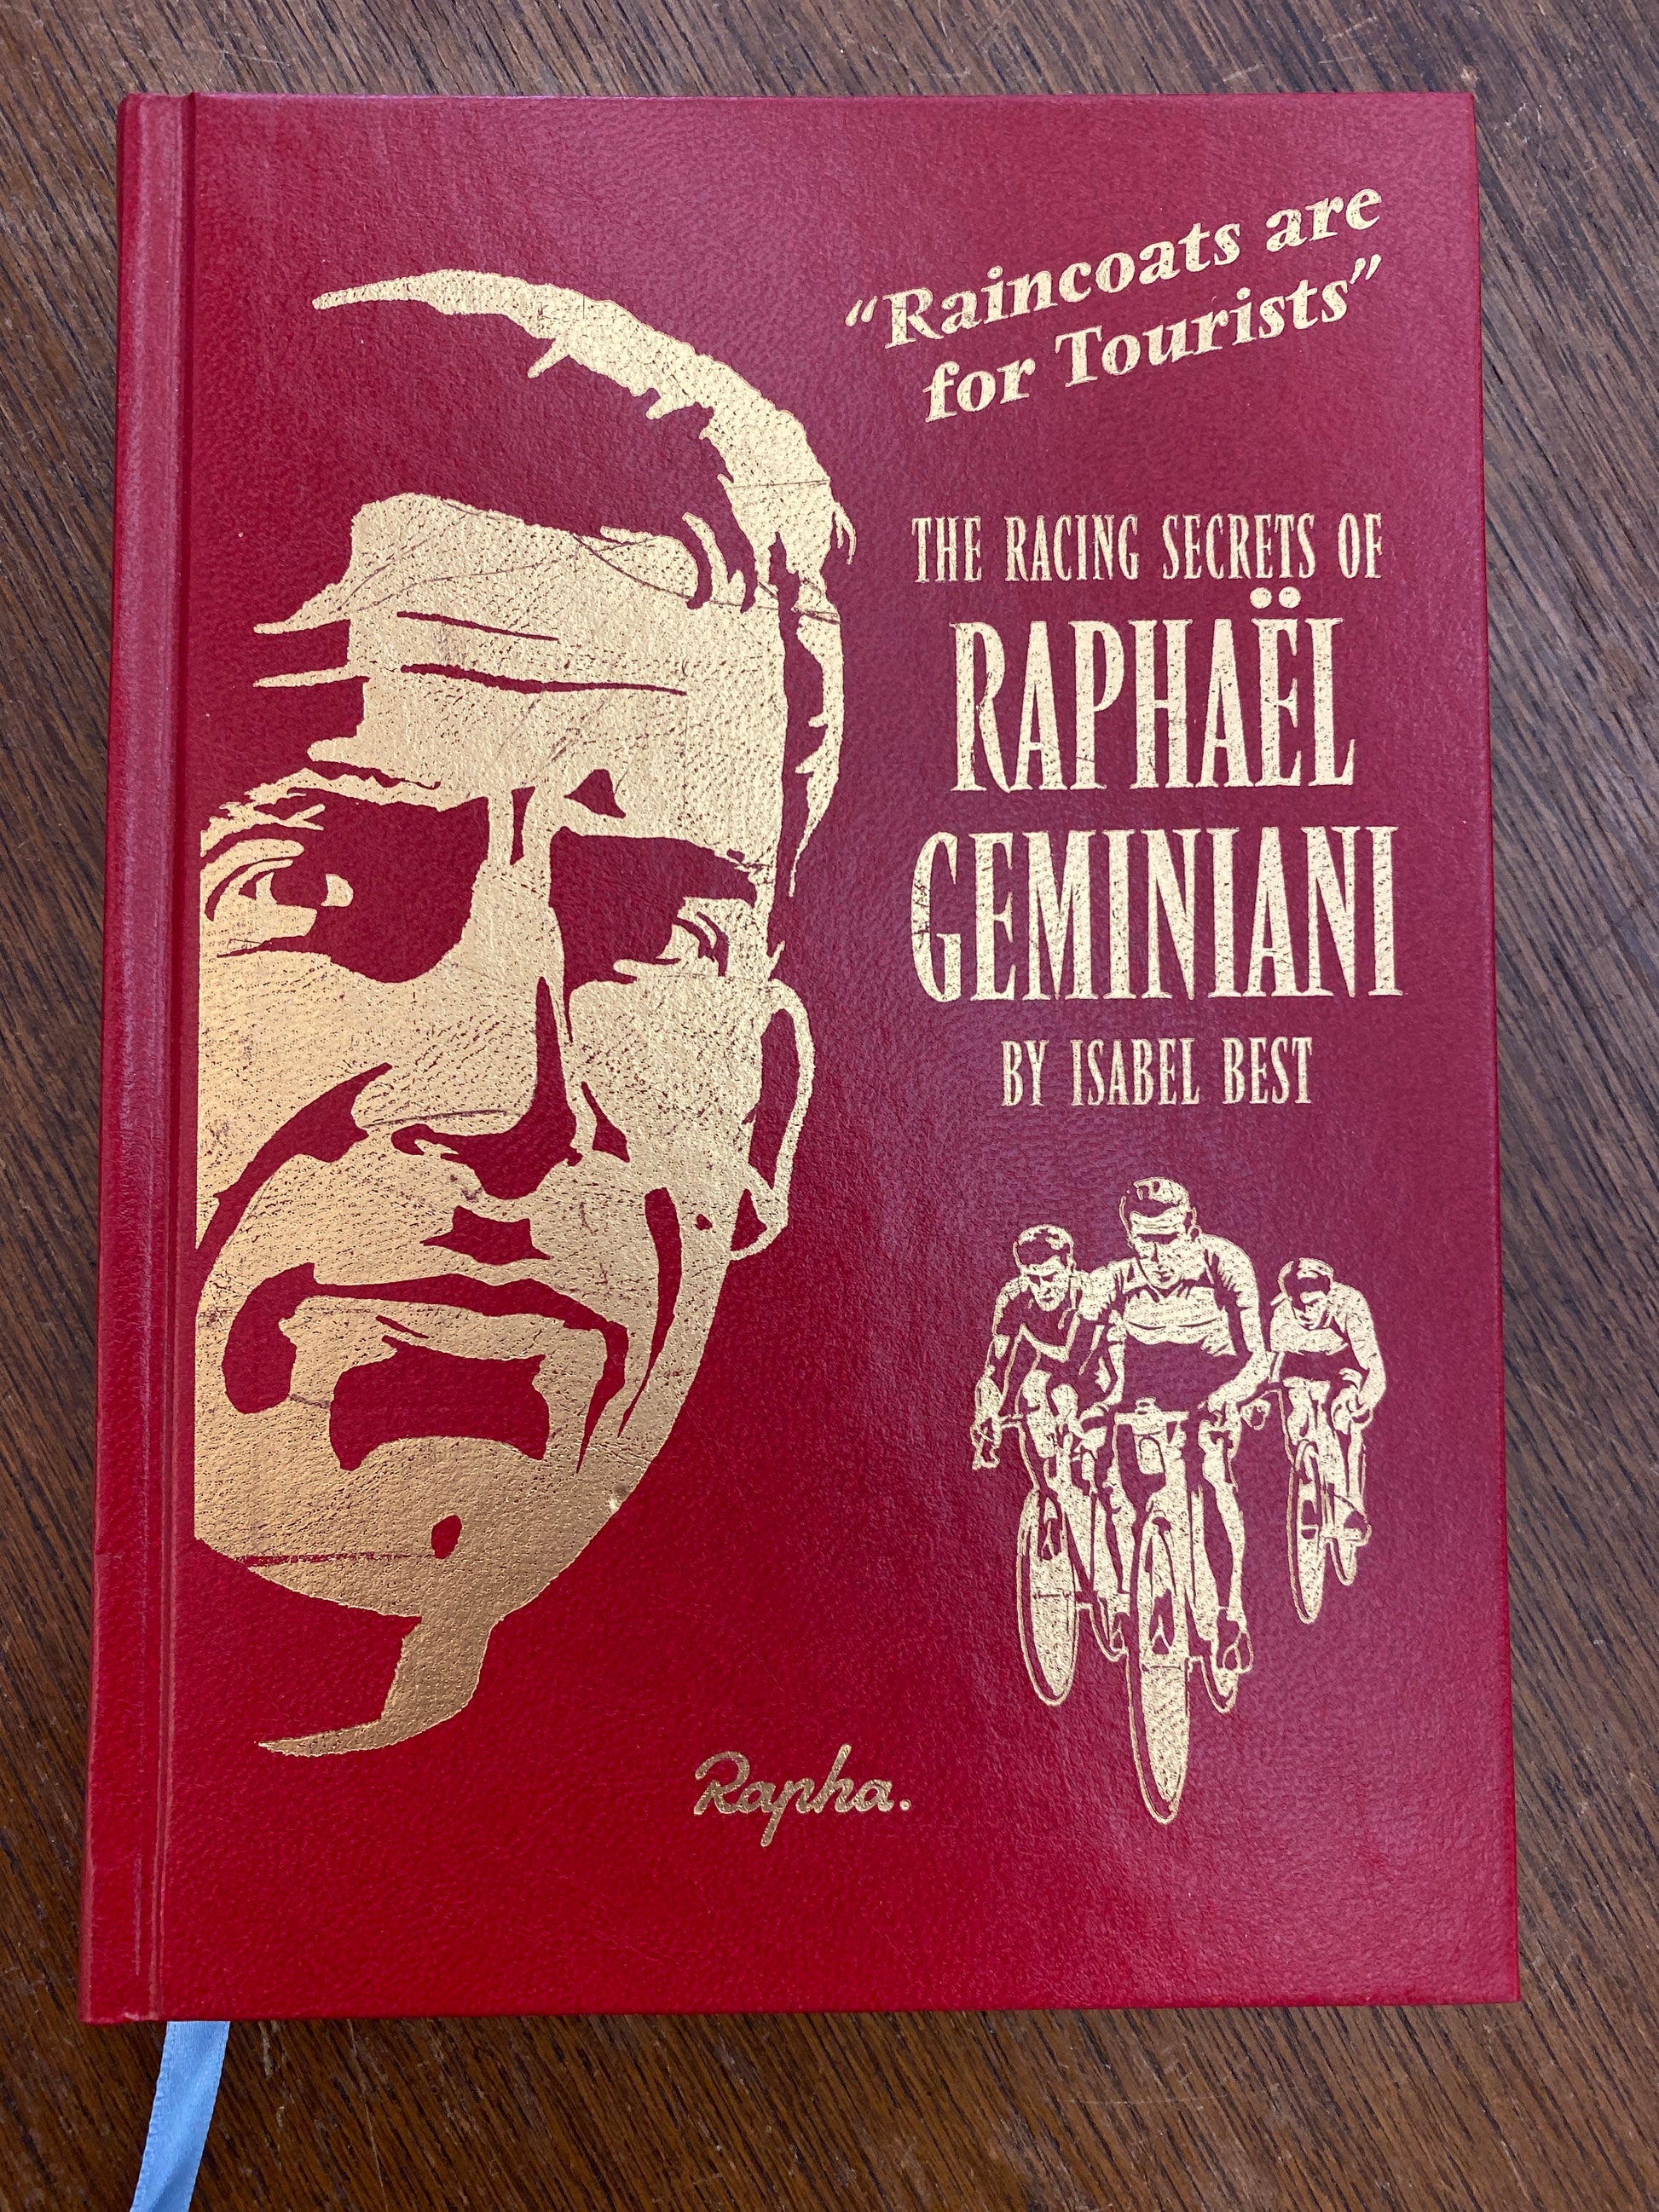 “Raincoats are
for Tourists”
THE RACING SECRETS OF
RAPHAËL
GEMINIANI
BY ISABEL BEST
Rapha.